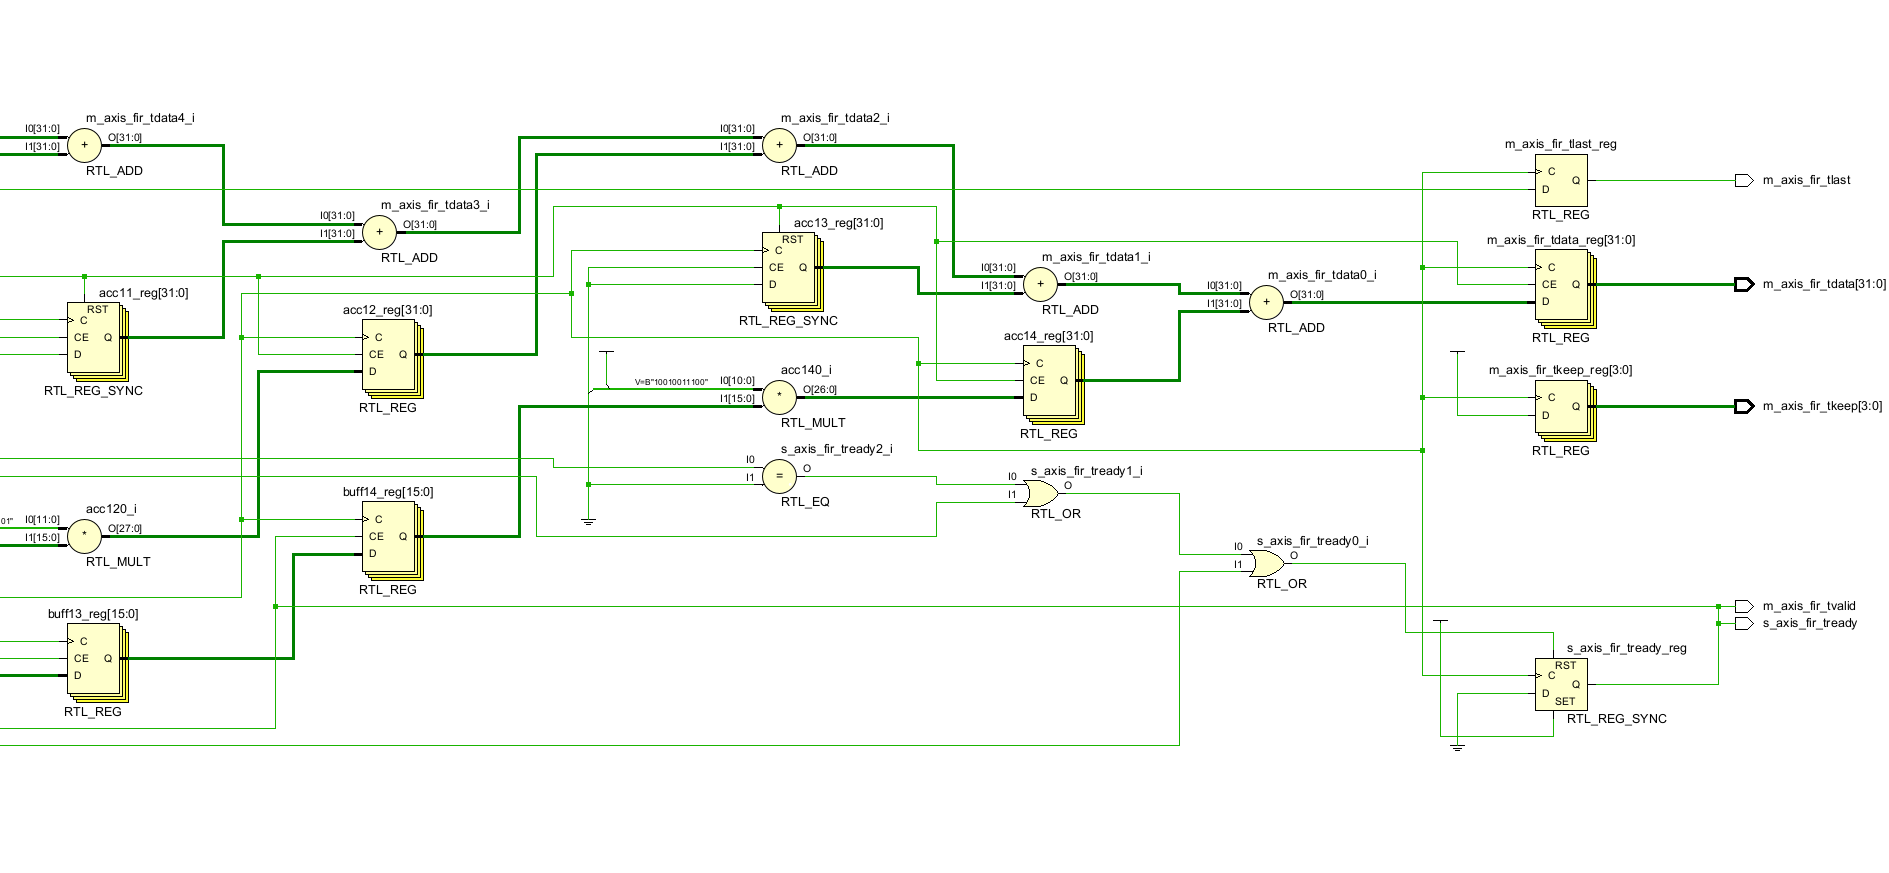 m_axis_fir_tdata4_i
I0[31:0]
I1[31:0]
+
O[31:0]
RTL_ADD
m_axis_fir_tdata3_i
I0[31:0]
I1[31:0]
+
O[31:0]
RTL_ADD
m_axis_fir_tdata2_i
I0[31:0]
I1[31:0]
+
O[31:0]
RTL_ADD
acc11_reg[31:0]
RST
C
CE
Q
D
RTL_REG_SYNC
acc12_reg[31:0]
C
CE
Q
D
RTL_REG
acc13_reg[31:0]
RST
C
CE
Q
D
RTL_REG_SYNC
m_axis_fir_tdata1_i
I0[31:0]
I1[31:0]
+
O[31:0]
RTL_ADD
m_axis_fir_tdata0_i
I0[31:0]
I1[31:0]
+
O[31:0]
RTL_ADD
acc14_reg[31:0]
C
CE
Q
D
RTL_REG
acc140_i
V=B"10010011100"
I0[10:0]
I1[15:0]
*
O[26:0]
RTL_MULT
s_axis_fir_tready2_i
I0
I1
=
O
RTL_EQ
s_axis_fir_tready1_i
I0
I1
O
RTL_OR
s_axis_fir_tready0_i
I0
I1
O
RTL_OR
acc120_i
01"
I0[11:0]
I1[15:0]
*
O[27:0]
RTL_MULT
buff14_reg[15:0]
C
CE
Q
D
RTL_REG
buff13_reg[15:0]
C
CE
Q
D
RTL_REG
m_axis_fir_tlast_reg
C
Q
D
RTL_REG
m_axis_fir_tlast
m_axis_fir_tdata_reg[31:0]
C
CE
Q
D
RTL_REG
m_axis_fir_tdata[31:0]
m_axis_fir_tkeep_reg[3:0]
C
Q
D
RTL_REG
m_axis_fir_tkeep[3:0]
m_axis_fir_tvalid
s_axis_fir_tready
s_axis_fir_tready_reg
RST
C
Q
D
SET
RTL_REG_SYNC